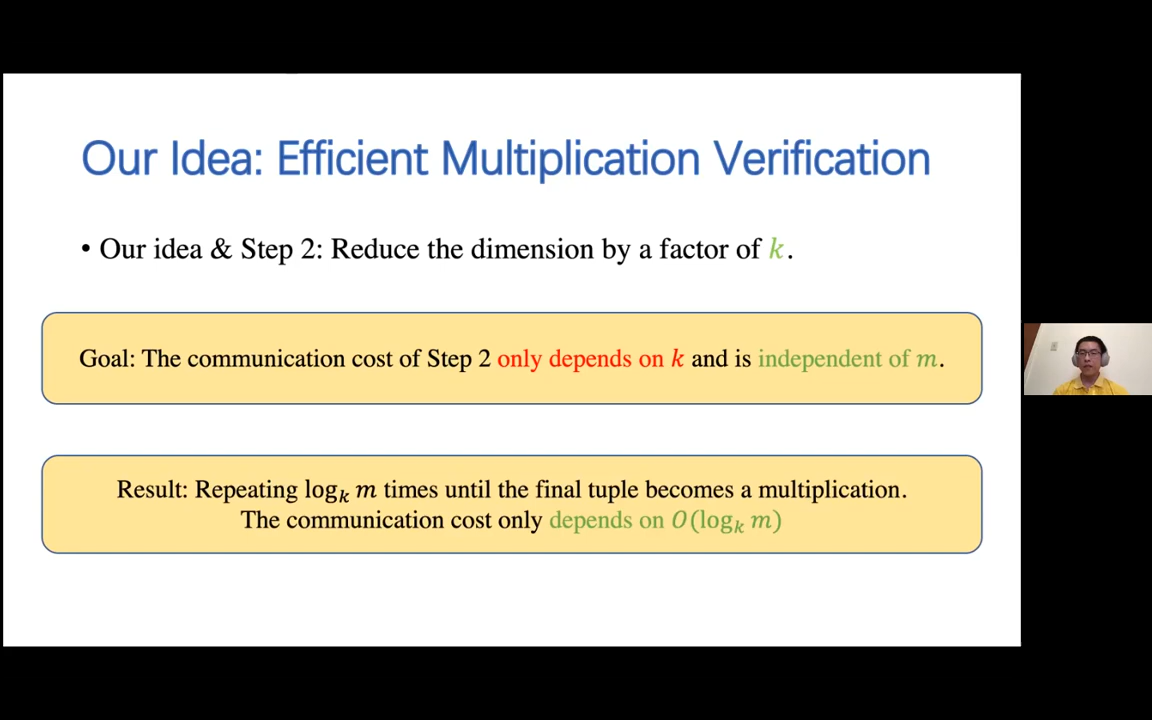 Our Idea: Efficient Multiplication Verification
• Our idea & Step 2: Reduce the dimension by a factor of k.
Goal: The communication cost of Step 2 only depends on k and is independent of m.
Result: Repeating logₖ m times until the final tuple becomes a multiplication.
The communication cost only depends on O(logₖ m)